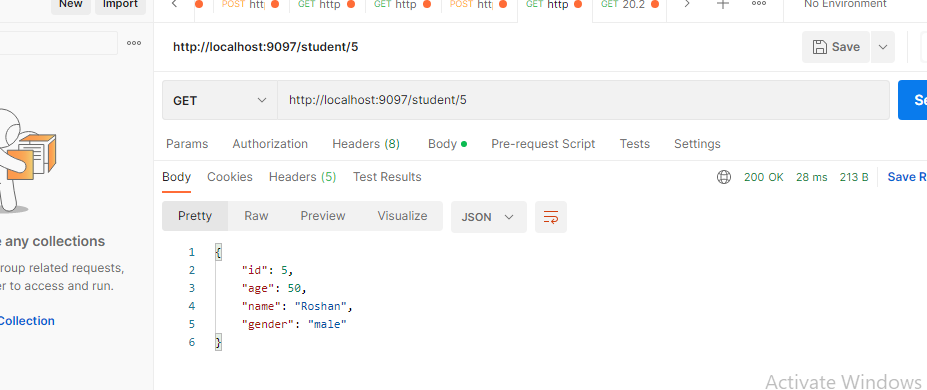 New Import
POST htt GET http GET http POST htt GET http GET 20.2 No Environment
http://localhost:9097/student/5
Save
GET http://localhost:9097/student/5
Params Authorization Headers (8) Body Pre-request Script Tests Settings
Body Cookies Headers (5) Test Results 200 OK 28 ms 213 B Save R
Pretty Raw Preview Visualize JSON
1 {
2 "id": 5,
3 "age": 50,
4 "name": "Roshan",
5 "gender": "male"
6 }
e any collections
roup related requests,
er to access and run.
Collection
Activate Windows